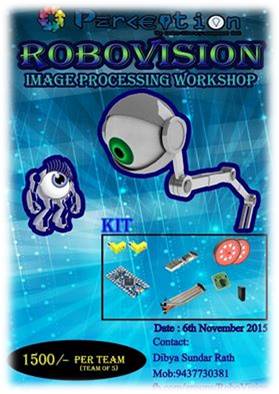 Perception
ROBOVISION
IMAGE PROCESSING WORKSHOP
KIT
Date : 6th November 2015
Contact:
Dibya Sundar Rath
Mob:9437730381
1500/- PER TEAM
(TEAM OF 5)